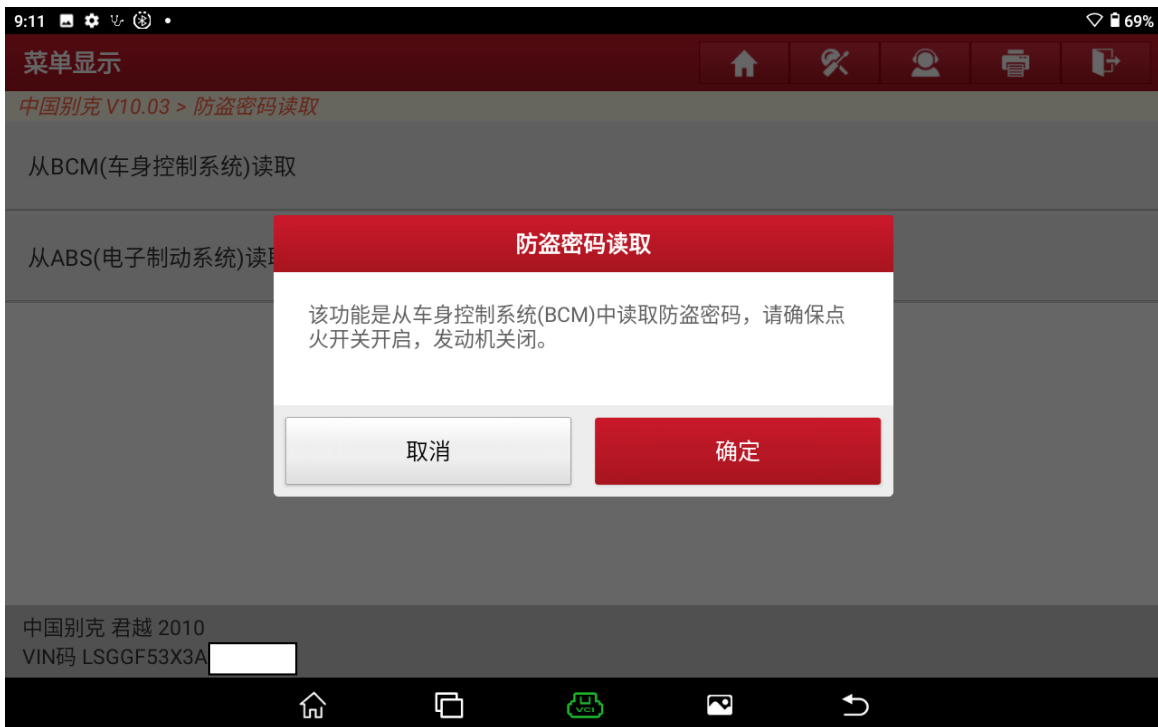 9:11
69%
菜单显示
中国别克 V10.03 > 防盗密码读取
从BCM(车身控制系统)读取
从ABS(电子制动系统)读
防盗密码读取
该功能是从车身控制系统(BCM)中读取防盗密码，请确保点
火开关开启，发动机关闭。
取消
确定
中国别克 君越 2010
VIN码 LSGGF53X3A
VCI